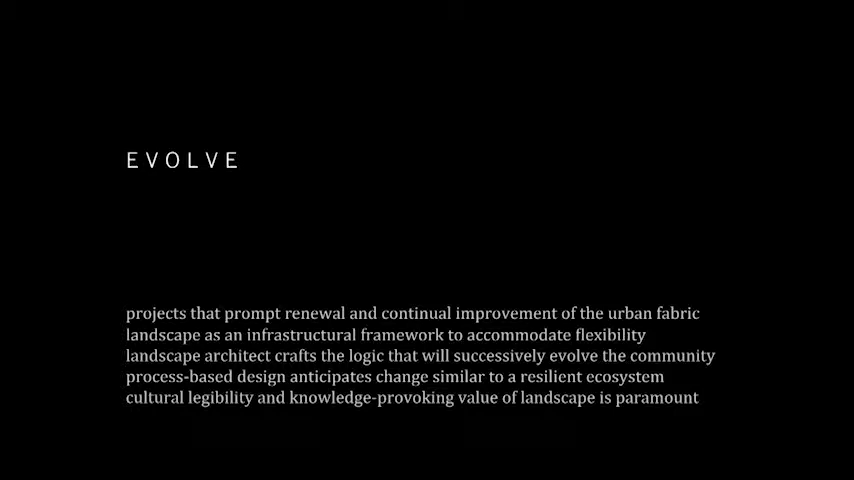 EVOLVE
projects that prompt renewal and continual improvement of the urban fabric
landscape as an infrastructural framework to accommodate flexibility
landscape architect crafts the logic that will successively evolve the community
process-based design anticipates change similar to a resilient ecosystem
cultural legibility and knowledge-provoking value of landscape is paramount